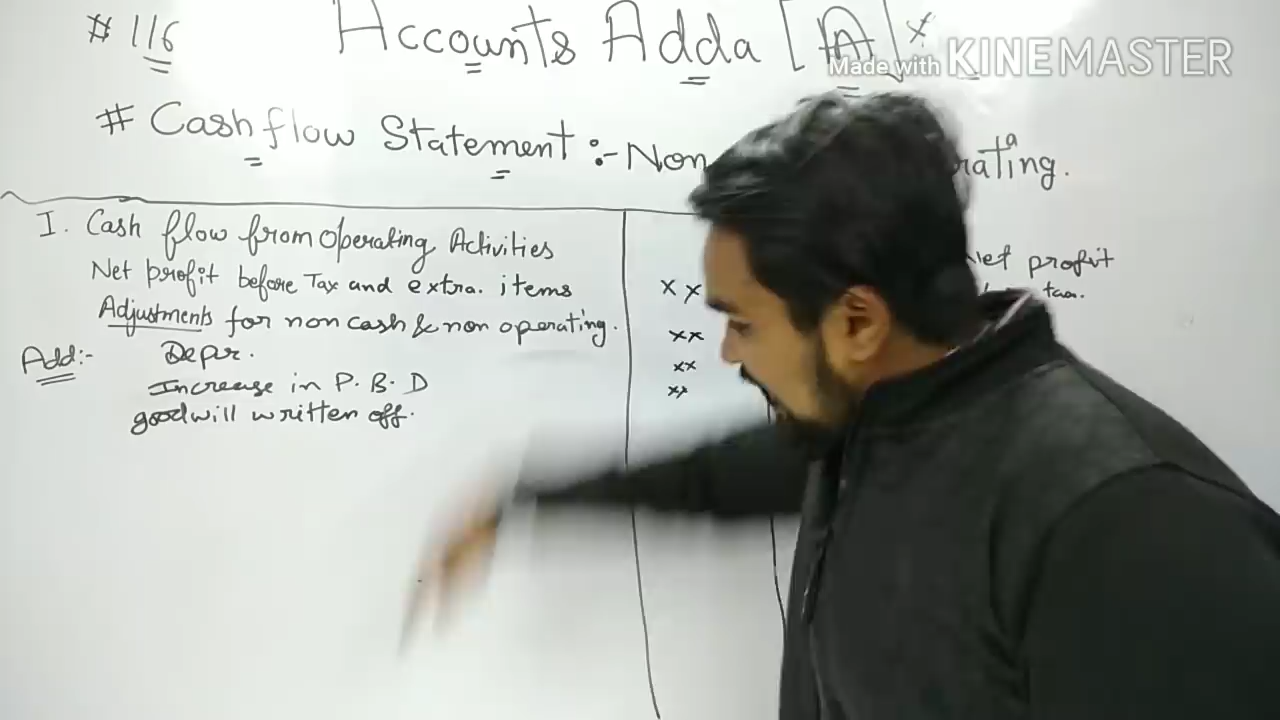 # 116
Accounts Adda [A]
Made with KINEMASTER
# Cash flow Statement :- Non
I. Cash flow from Operating Activities
Net profit before Tax and extra. items xx
Adjustments for non cash & non operating.
Add:- Depr. xx
Increase in P. B. D xx
goodwill written off. xx
Net profit
tax.